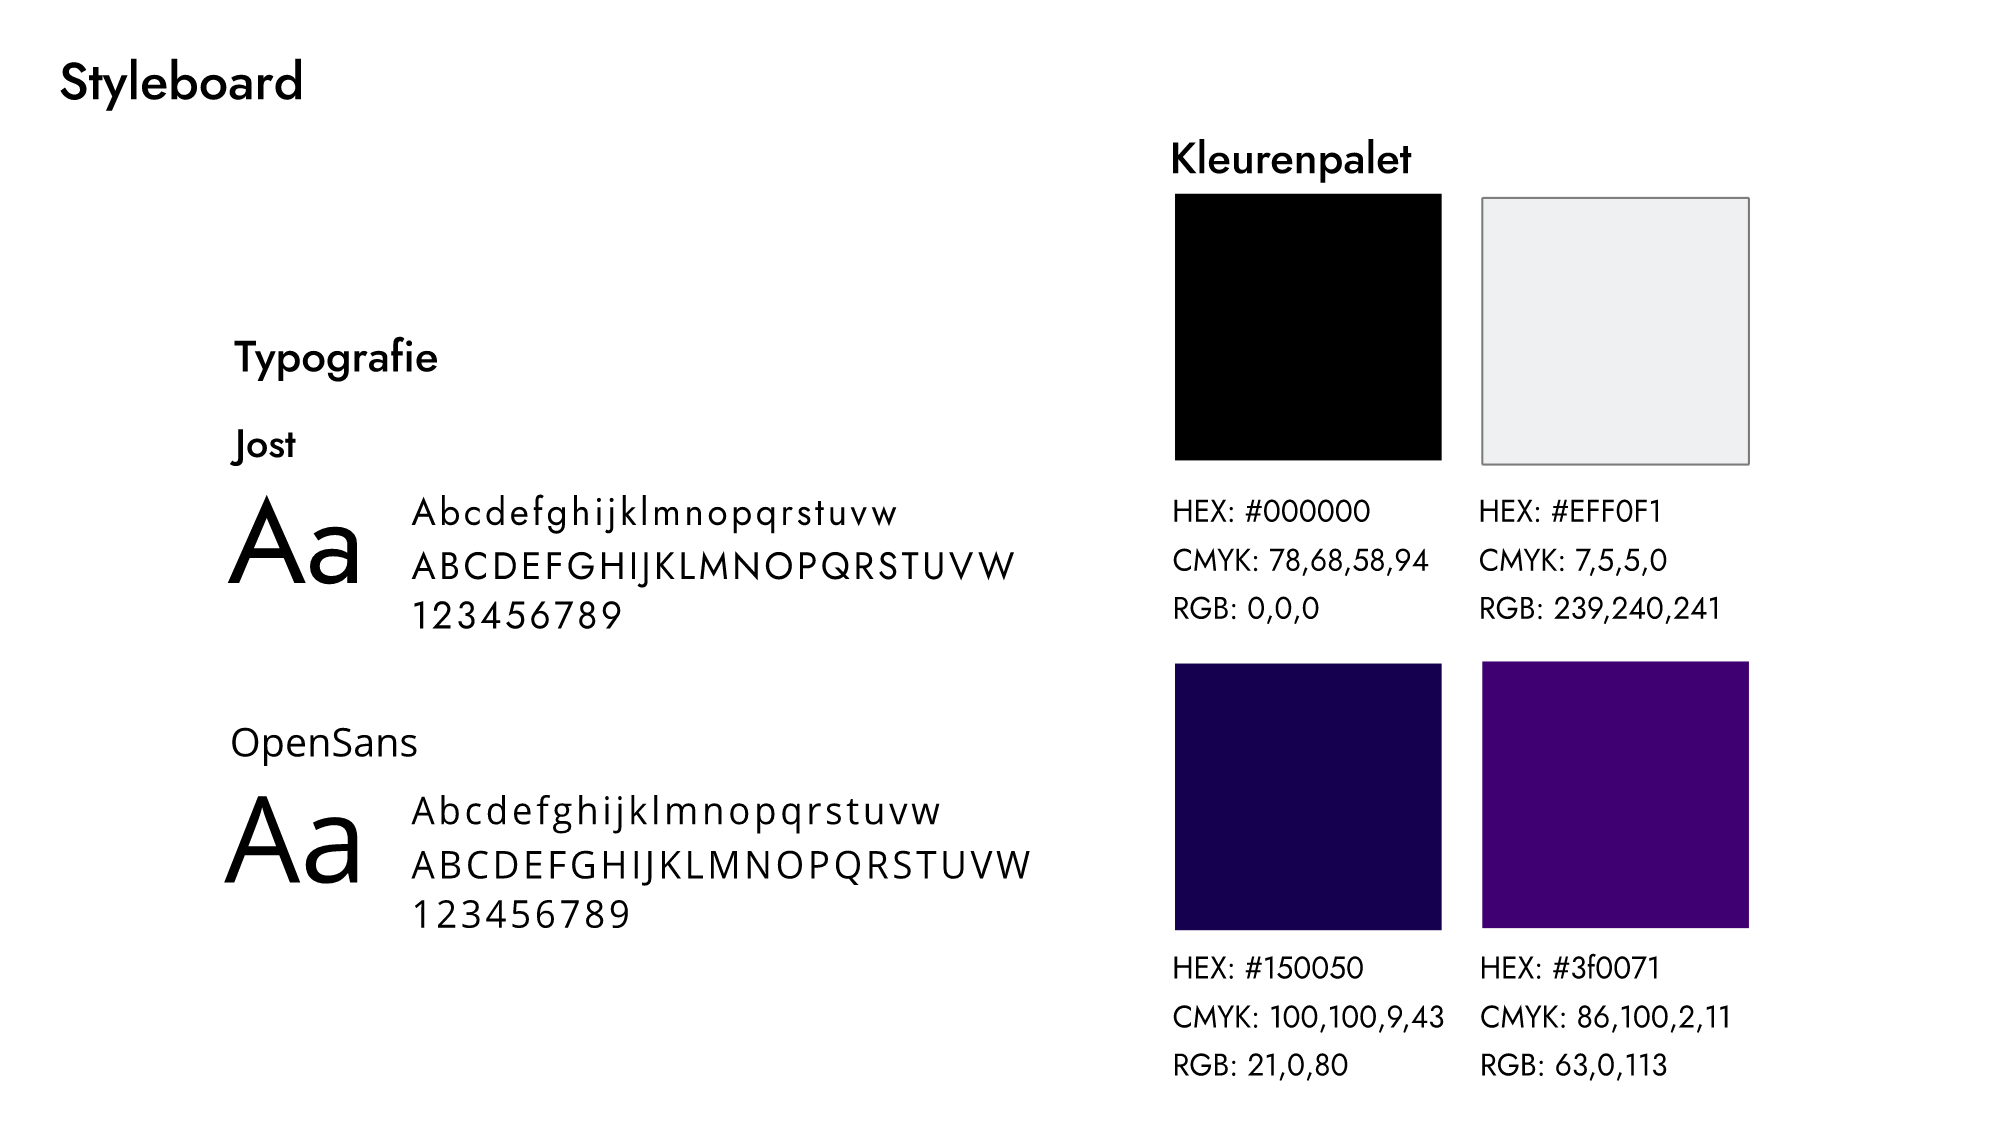 Styleboard
Typografie
Jost
Aa
Abcdefghijklmnopqrstuvw
ABCDEFGHIJKLMNOPQRSTUVW
123456789
OpenSans
Aa
Abcdefghijklmnopqrstuvw
ABCDEFGHIJKLMNOPQRSTUVW
123456789
Kleurenpalet
HEX: #000000
CMYK: 78,68,58,94
RGB: 0,0,0
HEX: #EFF0F1
CMYK: 7,5,5,0
RGB: 239,240,241
HEX: #150050
CMYK: 100,100,9,43
RGB: 21,0,80
HEX: #3f0071
CMYK: 86,100,2,11
RGB: 63,0,113